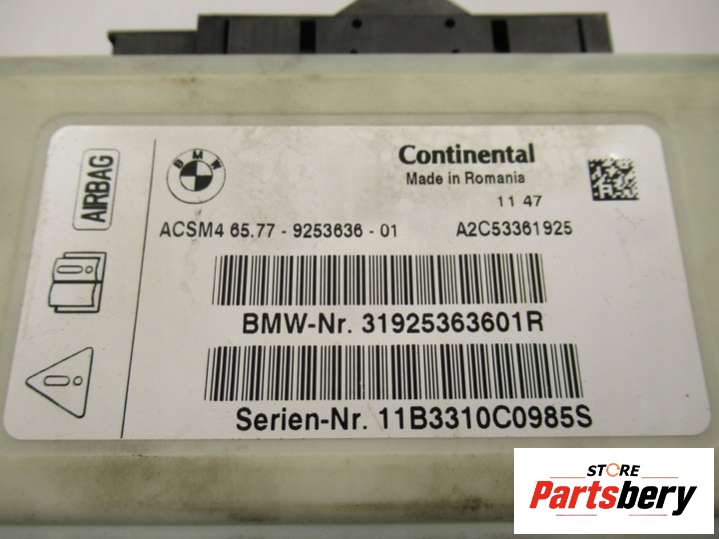 AIRBAG
BMW
Continental
Made in Romania
11 47
ACSM4 65.77 - 9253636 - 01 A2C53361925
BMW-Nr. 31925363601R
Serien-Nr. 11B3310C0985S
STORE
Partsbery